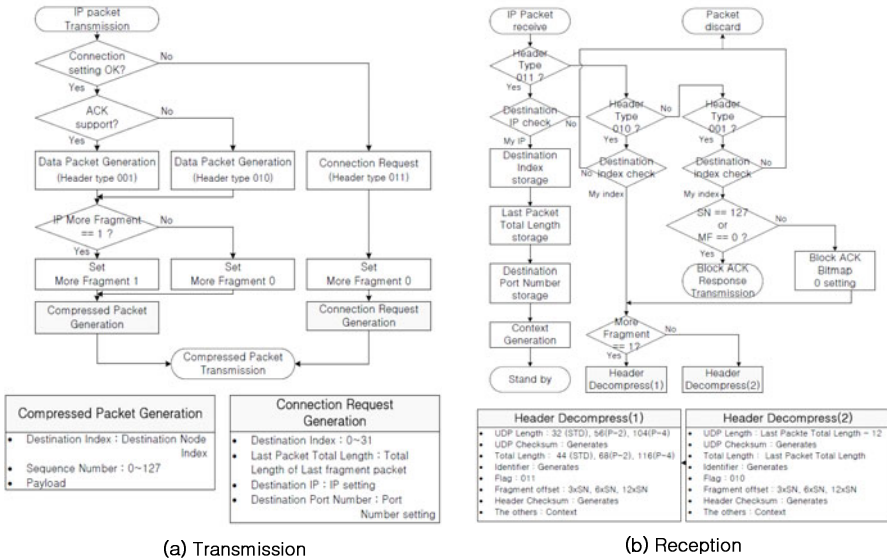 IP packet
Transmission
Connection
setting OK?
No
Yes
ACK
support?
No
Yes
Data Packet Generation
(Header type 001)
Data Packet Generation
(Header type 010)
Connection Request
(Header type 011)
IP More Fragment
== 1 ?
No
Yes
Set
More Fragment 1
Set
More Fragment 0
Set
More Fragment 0
Compressed Packet
Generation
Connection Request
Generation
Compressed Packet
Transmission
Compressed Packet Generation
• Destination Index : Destination Node
Index
• Sequence Number : 0~127
• Payload
Connection Request
Generation
• Destination Index : 0~31
• Last Packet Total Length : Total
Length of Last fragment packet
• Destination IP : IP setting
• Destination Port Number : Port
Number setting
(a) Transmission
IP Packet
receive
Packet
discard
Header
Type
011 ?
Yes
Destination
IP check
No
My IP
Header
Type
010 ?
No
Yes
Header
Type
001 ?
Yes
Destination
Index
storage
No
Destination
index check
My index
Destination
index check
My index
Last Packet
Total Length
storage
SN == 127
or
MF == 0 ?
No
Yes
Destination
Port Number
storage
Block ACK
Response
Transmission
Block ACK
Bitmap
0 setting
Context
Generation
More
Fragment
== 1?
No
Yes
Stand by
Header
Decompress(1)
Header
Decompress(2)
Header Decompress(1)
• UDP Length : 32 (STD), 56(P-2), 104(P-4)
• UDP Checksum : Generates
• Total Length : 44 (STD), 68(P-2), 116(P-4)
• Identifier : Generates
• Flag : 011
• Fragment offset : 3xSN, 6xSN, 12xSN
• Header Checksum : Generates
• The others : Context
Header Decompress(2)
• UDP Length : Last Packte Total Length - 12
• UDP Checksum : Generates
• Total Length : Last Packet Total Length
• Identifier : Generates
• Flag : 010
• Fragment offset : 3xSN, 6xSN, 12xSN
• Header Checksum : Generates
• The others : Context
(b) Reception